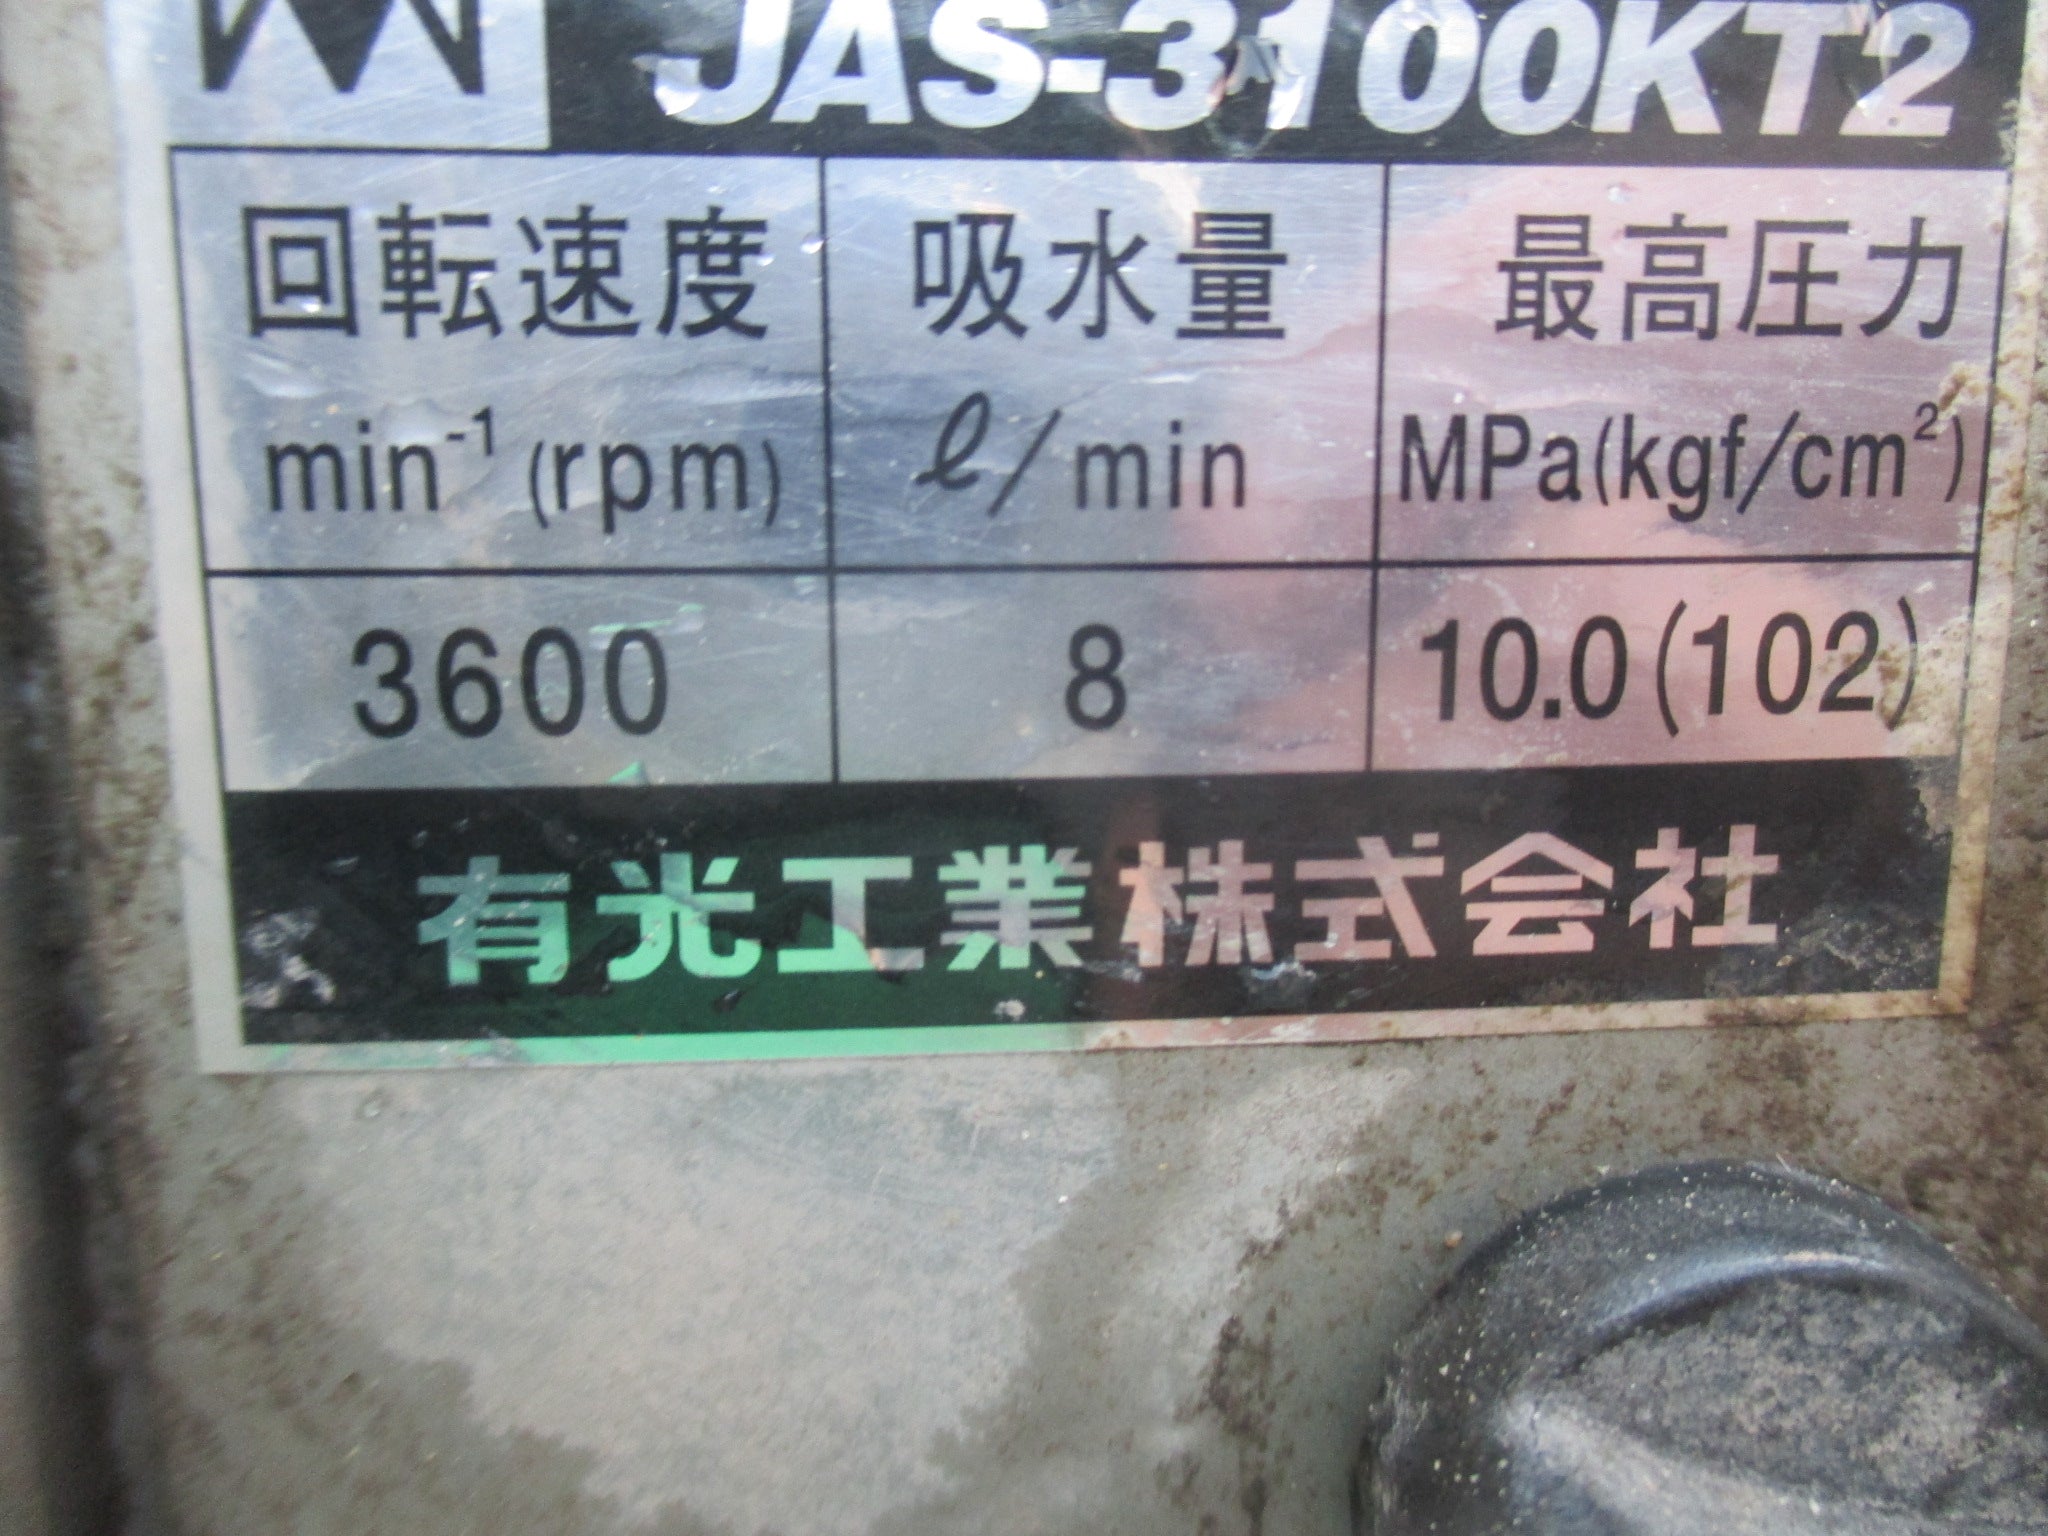 JAS-3100KT2
回転速度 吸水量 最高圧力
min⁻¹ (rpm) ℓ/min MPa(kgf/cm²)
3600 8 10.0(102)
有光工業株式会社